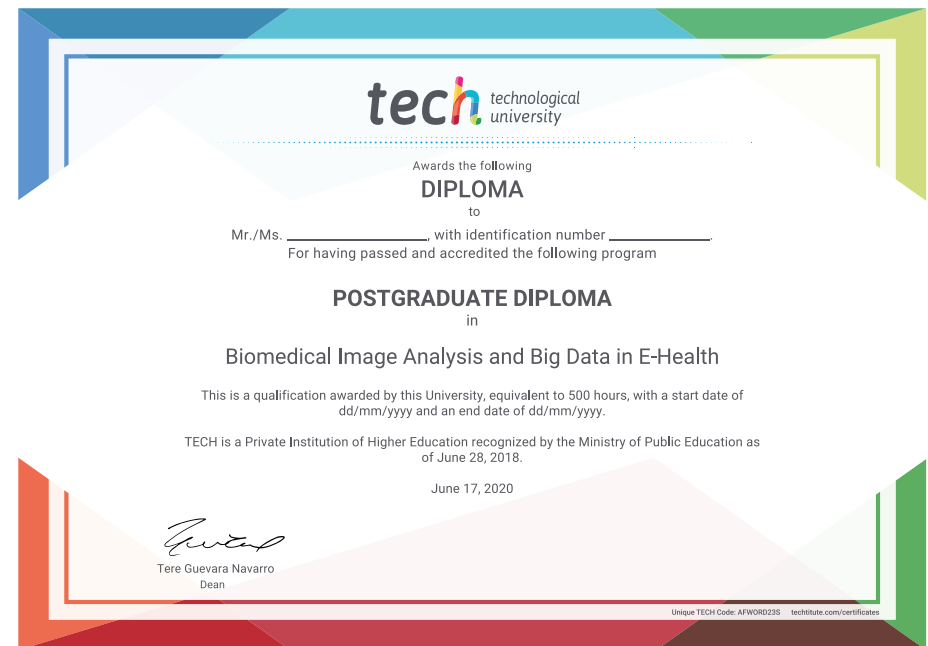 tech technological
university
Awards the following
DIPLOMA
to
Mr./Ms. ____________________, with identification number ______________.
For having passed and accredited the following program
POSTGRADUATE DIPLOMA
in
Biomedical Image Analysis and Big Data in E-Health
This is a qualification awarded by this University, equivalent to 500 hours, with a start date of
dd/mm/yyyy and an end date of dd/mm/yyyy.
TECH is a Private Institution of Higher Education recognized by the Ministry of Public Education as
of June 28, 2018.
June 17, 2020
Tere Guevara Navarro
Dean
Unique TECH Code: AFWORD23S techtitute.com/certificates